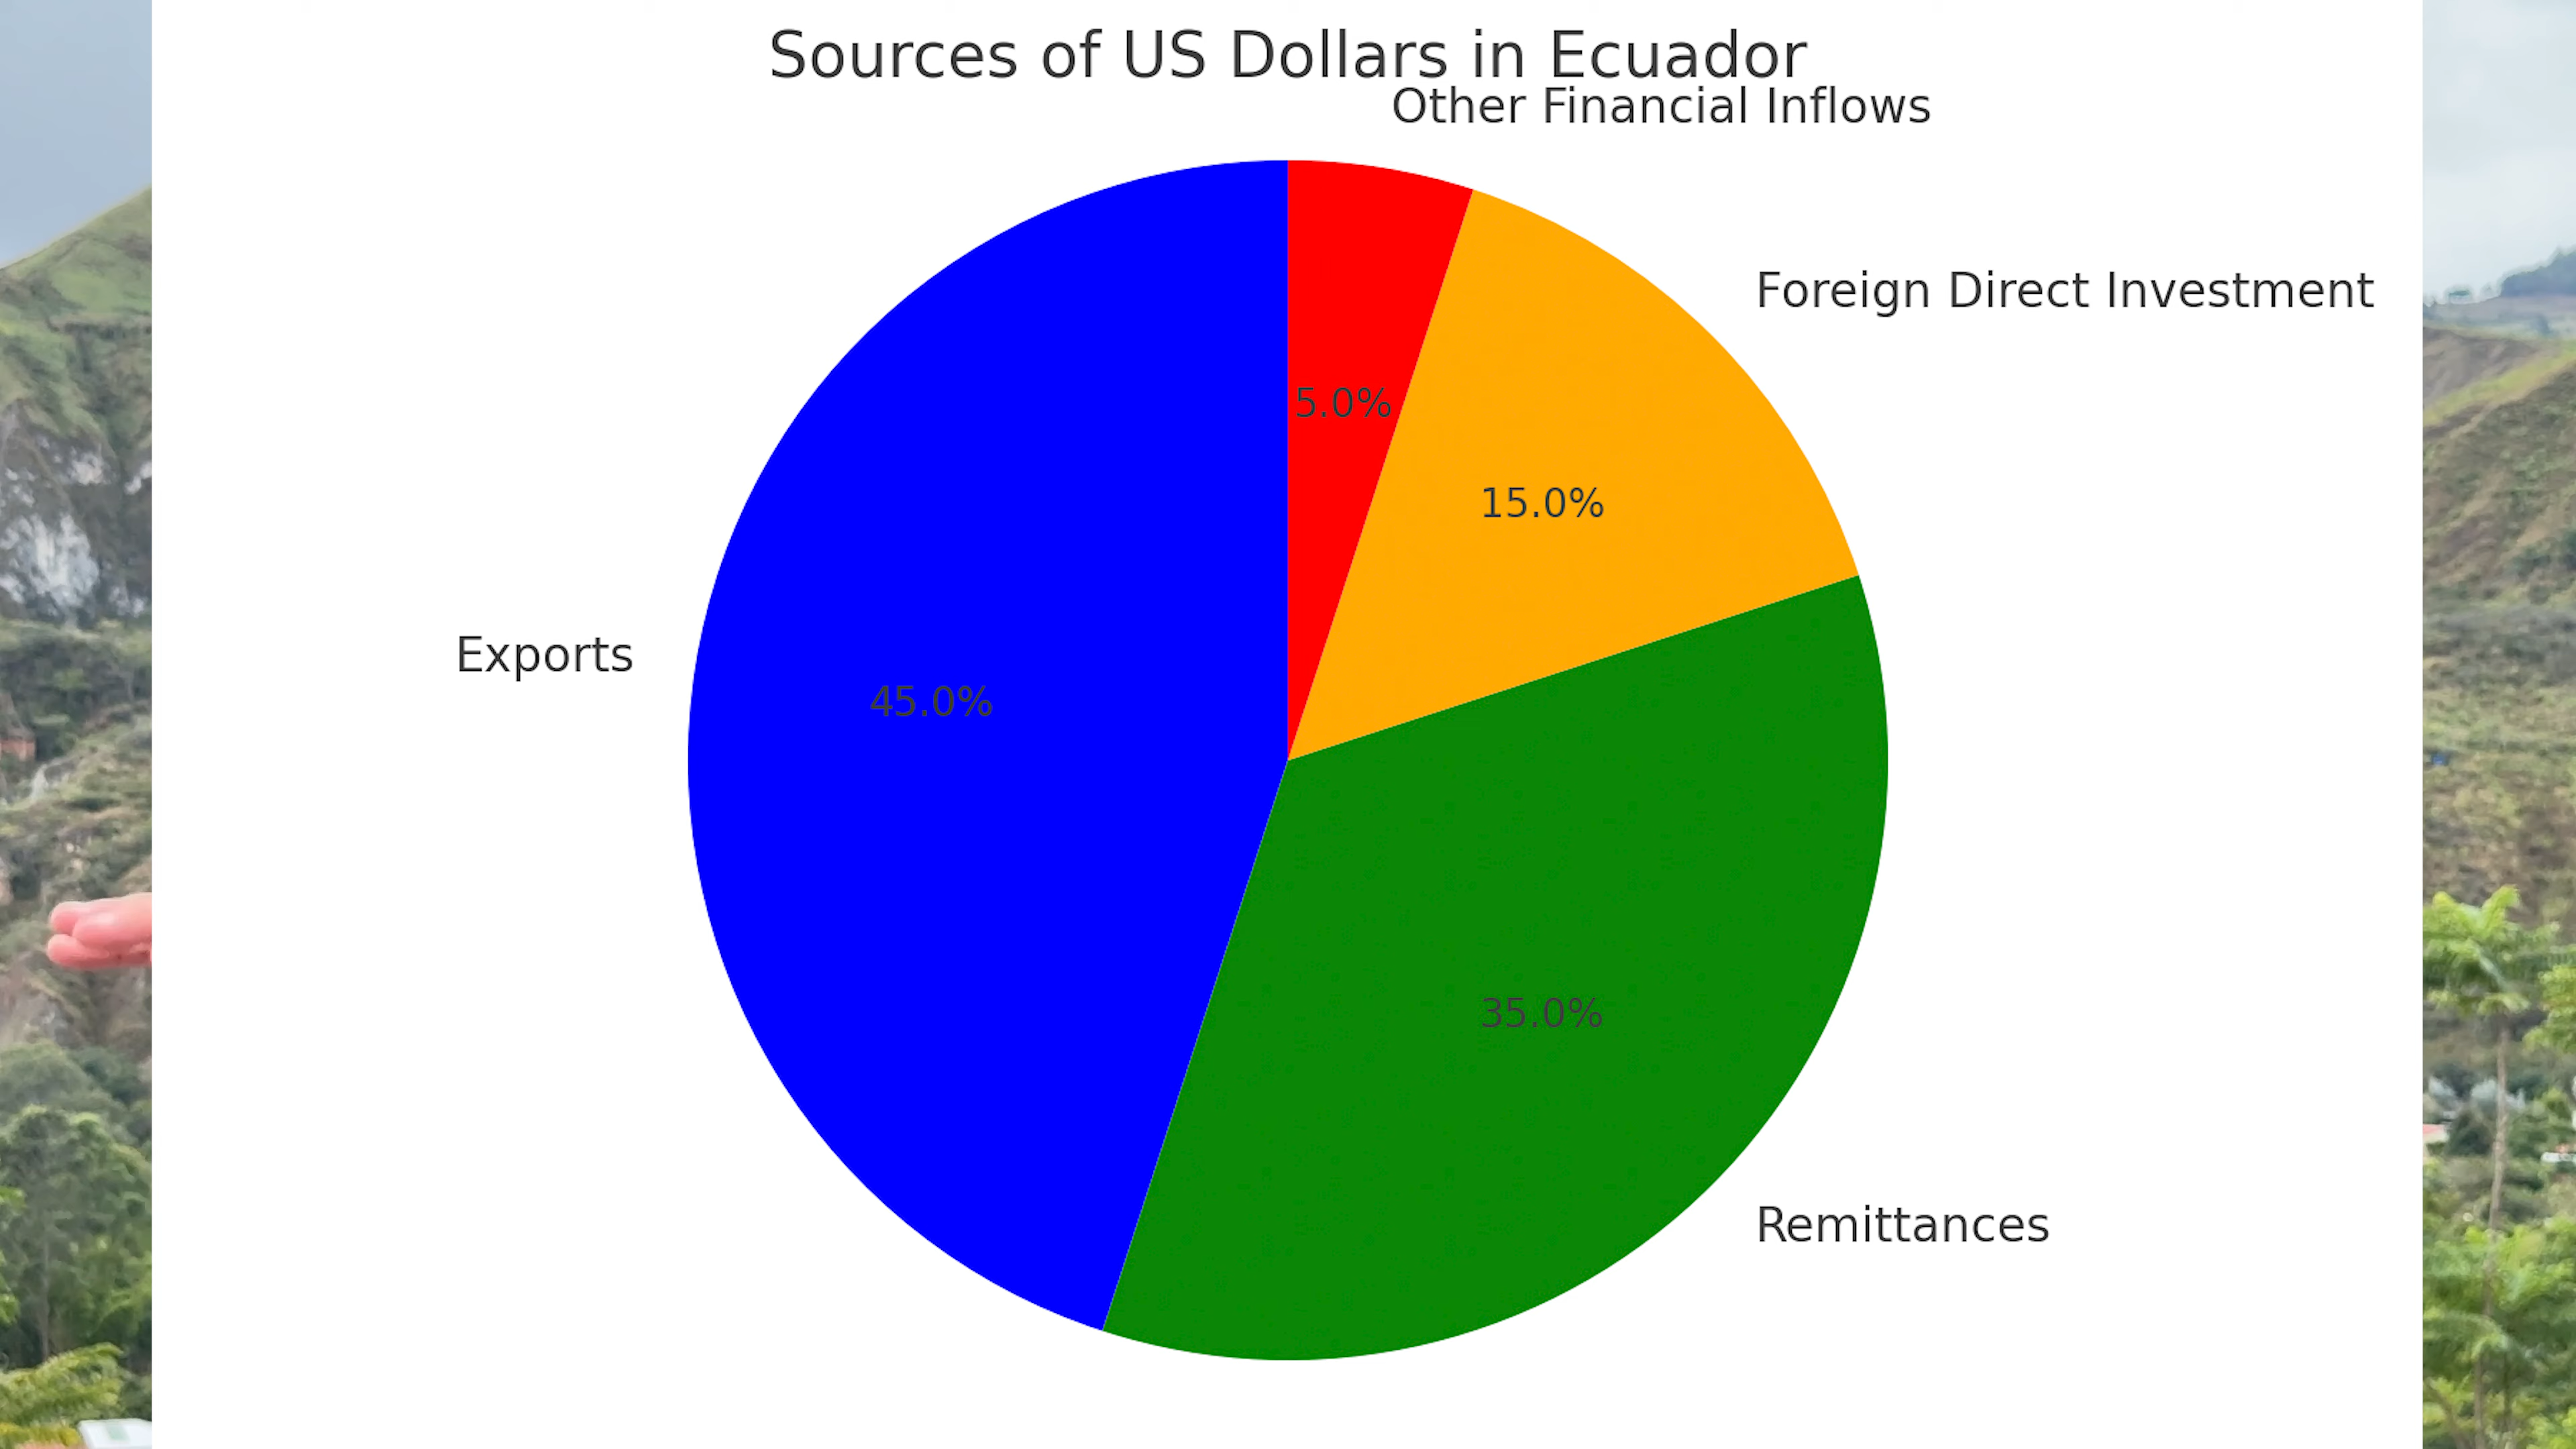 Sources of US Dollars in Ecuador
Other Financial Inflows
Foreign Direct Investment
5.0%
15.0%
Exports
45.0%
35.0%
Remittances